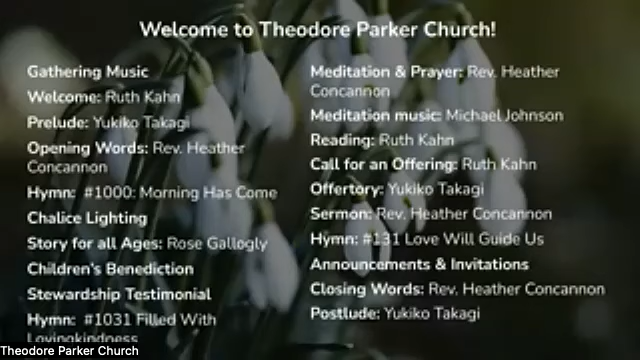 Welcome to Theodore Parker Church!
Gathering Music
Welcome: Ruth Kahn
Prelude: Yukiko Takagi
Opening Words: Rev. Heather
Concannon
Hymn: #1000: Morning Has Come
Chalice Lighting
Story for all Ages: Rose Gallogly
Children's Benediction
Stewardship Testimonial
Hymn: #1031 Filled With
Lovingkindness
Meditation & Prayer: Rev. Heather
Concannon
Meditation music: Michael Johnson
Reading: Ruth Kahn
Call for an Offering: Ruth Kahn
Offertory: Yukiko Takagi
Sermon: Rev. Heather Concannon
Hymn: #131 Love Will Guide Us
Announcements & Invitations
Closing Words: Rev. Heather Concannon
Postlude: Yukiko Takagi
Theodore Parker Church